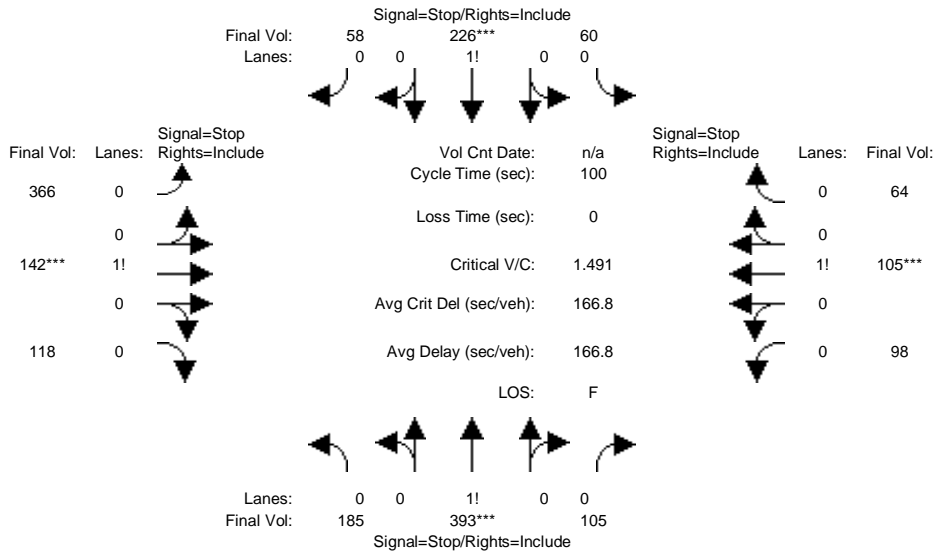 Signal=Stop/Rights=Include
Final Vol: 58 226*** 60
Lanes: 0 0 1! 0 0
Signal=Stop
Final Vol: Lanes: Rights=Include
Vol Cnt Date: n/a
Signal=Stop
Rights=Include Lanes: Final Vol:
Cycle Time (sec): 100
366 0
0 64
Loss Time (sec): 0
0
0
142*** 1!
Critical V/C: 1.491
1! 105***
0
Avg Crit Del (sec/veh): 166.8
0
118 0
Avg Delay (sec/veh): 166.8
0 98
LOS: F
Lanes: 0 0 1! 0 0
Final Vol: 185 393*** 105
Signal=Stop/Rights=Include